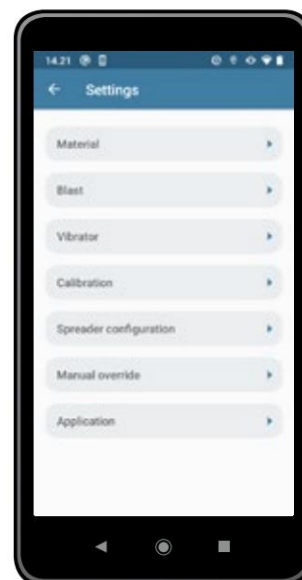 14.21
Settings
Material
Blast
Vibrator
Calibration
Spreader configuration
Manual override
Application